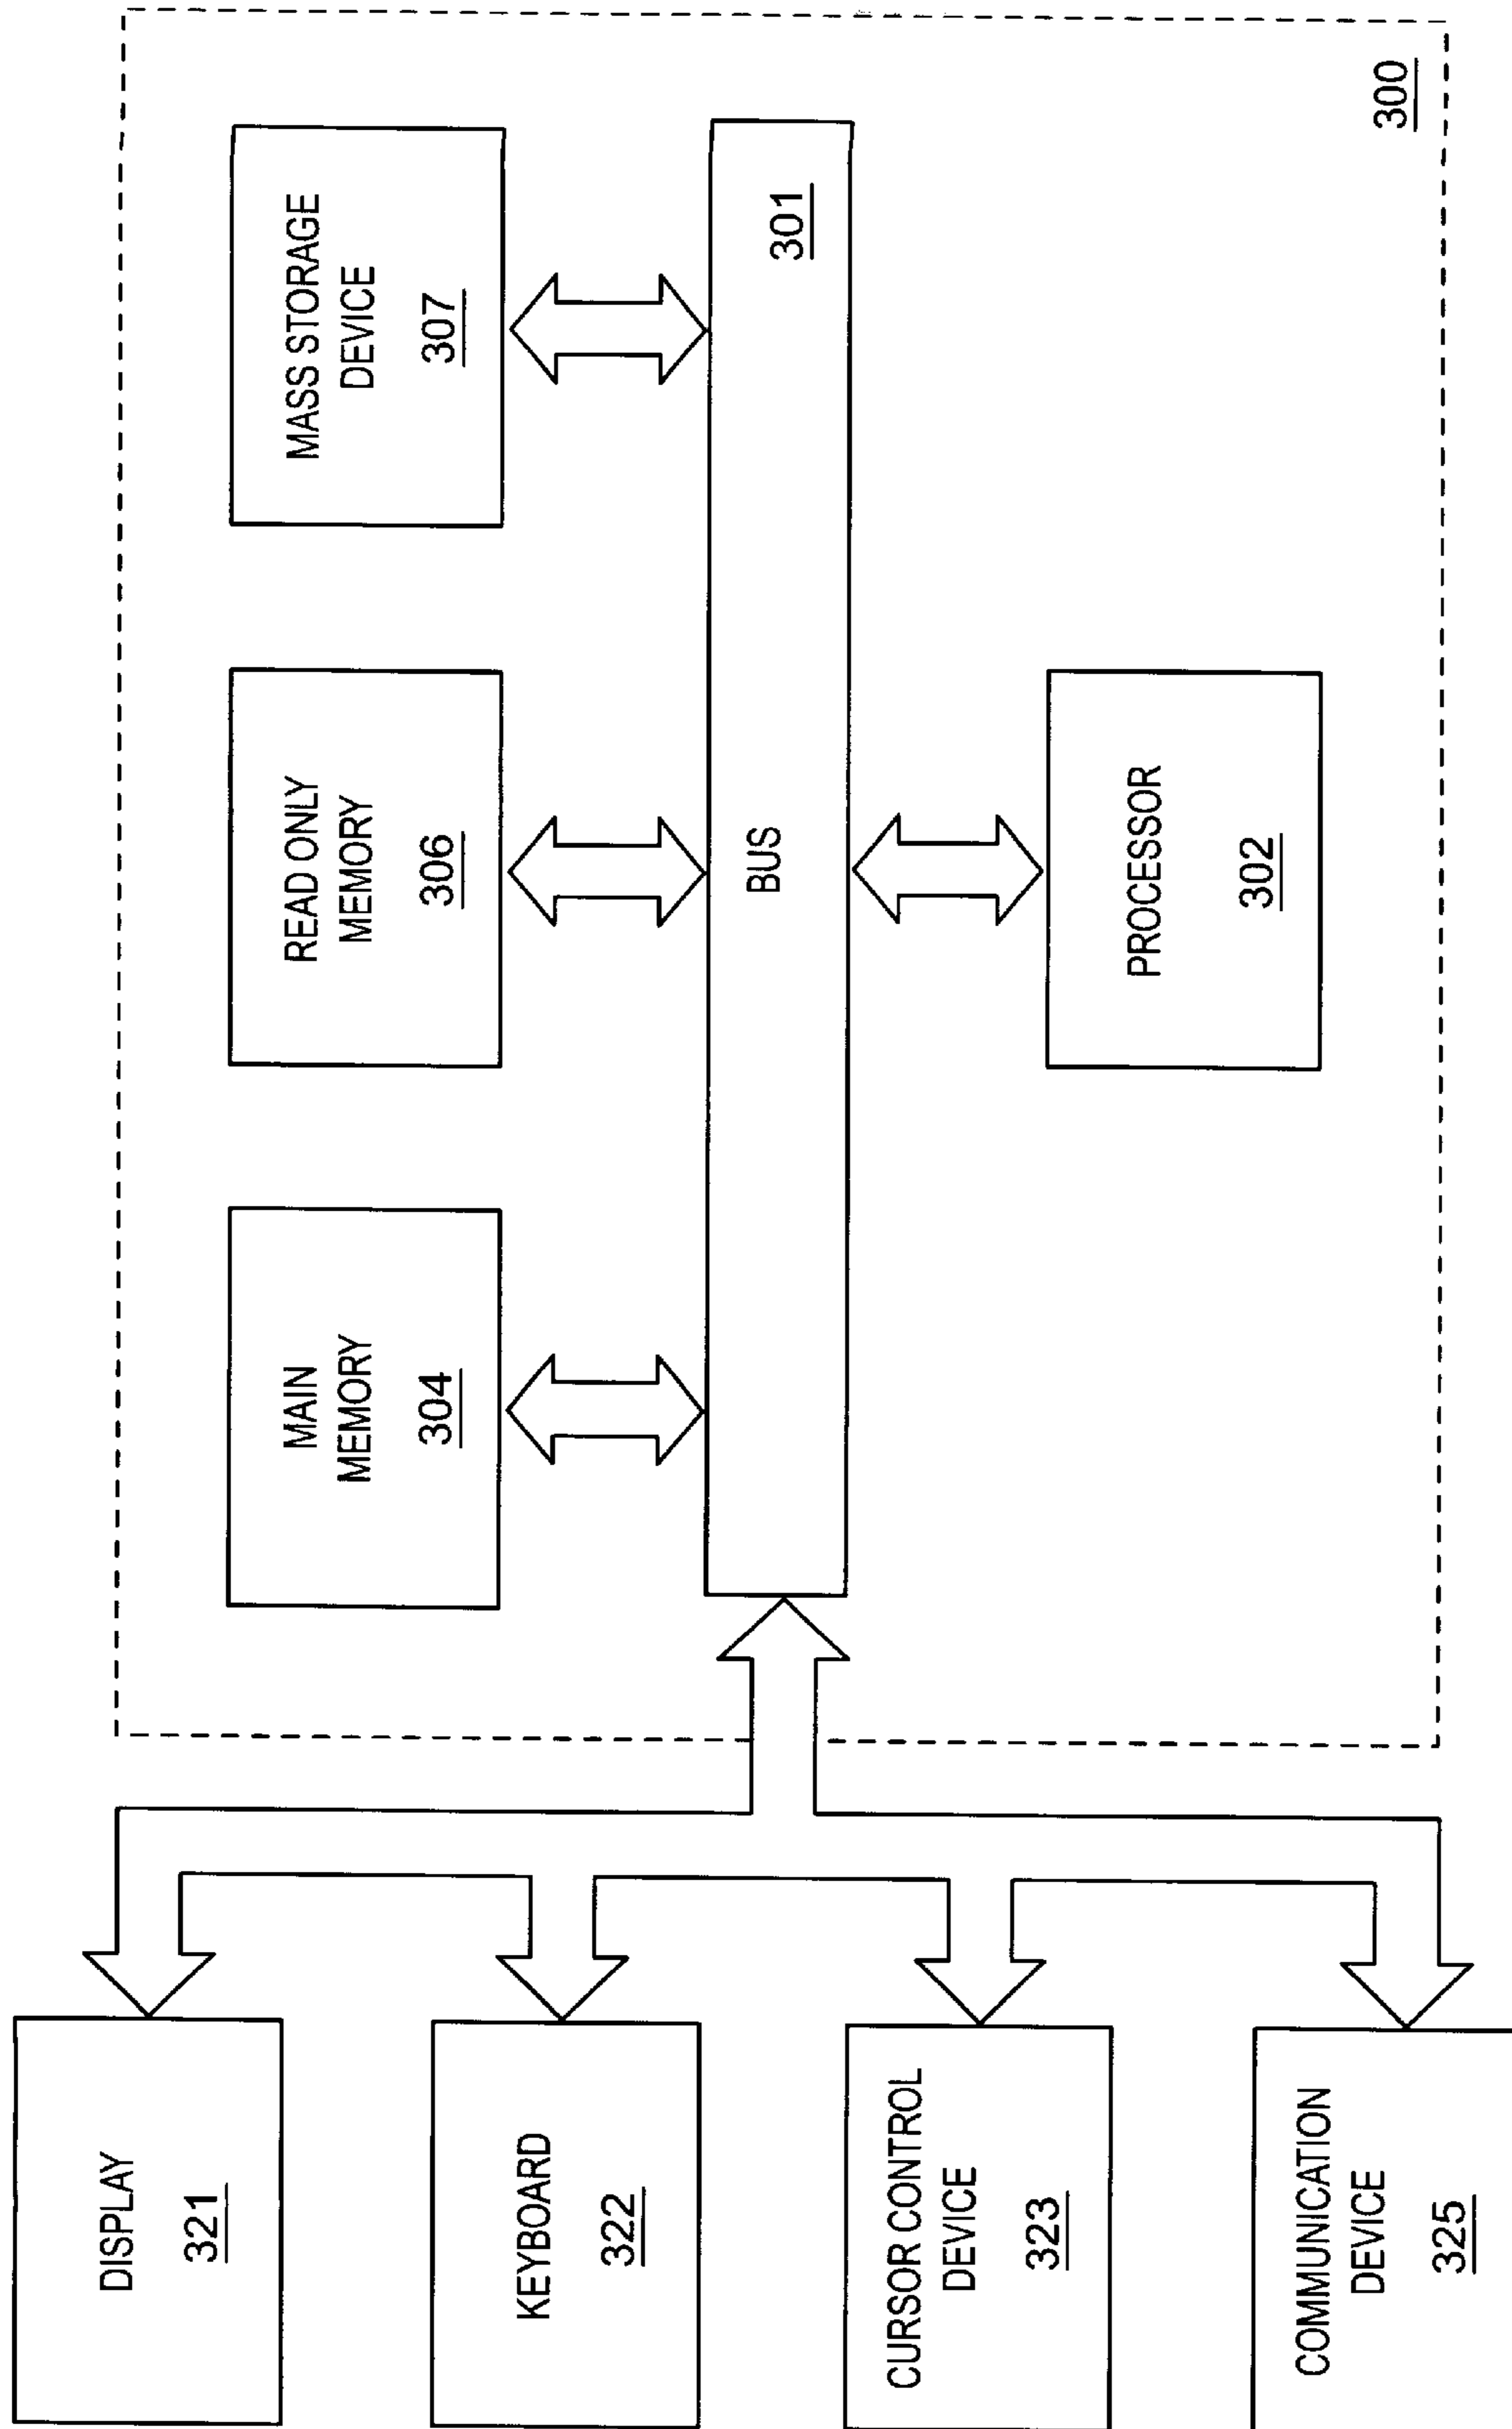 DISPLAY
321
KEYBOARD
322
CURSOR CONTROL
DEVICE
323
COMMUNICATION
DEVICE
325
MAIN
MEMORY
304
READ ONLY
MEMORY
306
MASS STORAGE
DEVICE
307
BUS
301
PROCESSOR
302
300